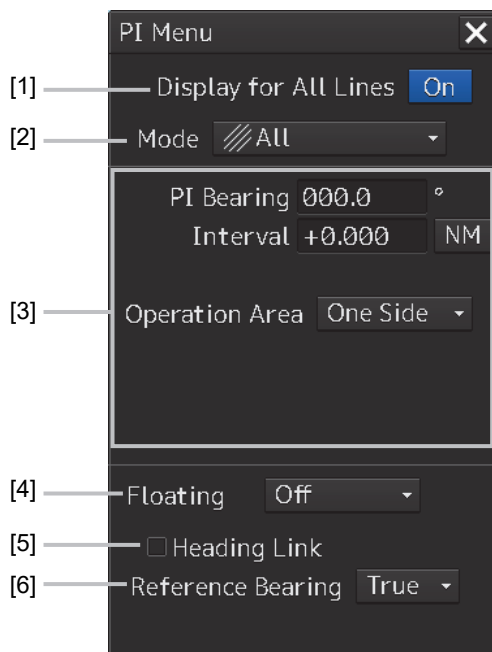 PI Menu
[1] Display for All Lines On
[2] Mode All
[3]
PI Bearing 000.0 °
Interval +0.000 NM
Operation Area One Side
[4] Floating Off
[5] Heading Link
[6] Reference Bearing True